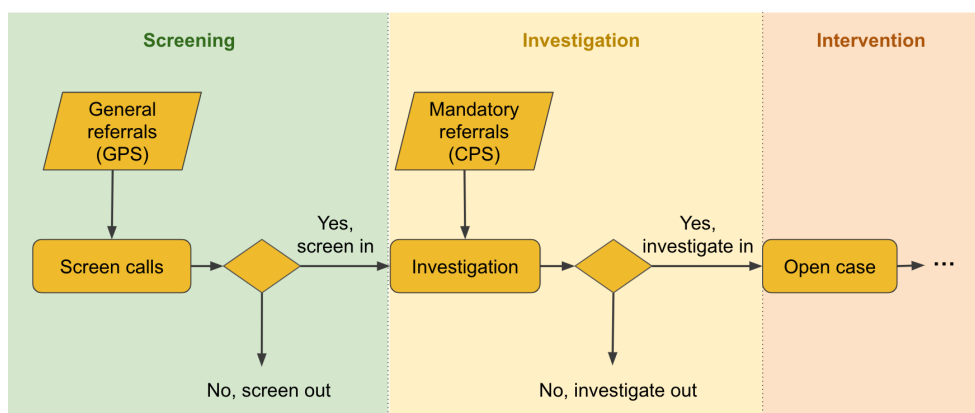 Screening
Investigation
Intervention
General
referrals
(GPS)
Mandatory
referrals
(CPS)
Yes,
screen in
Yes,
investigate in
Screen calls
Investigation
Open case
...
No, screen out
No, investigate out